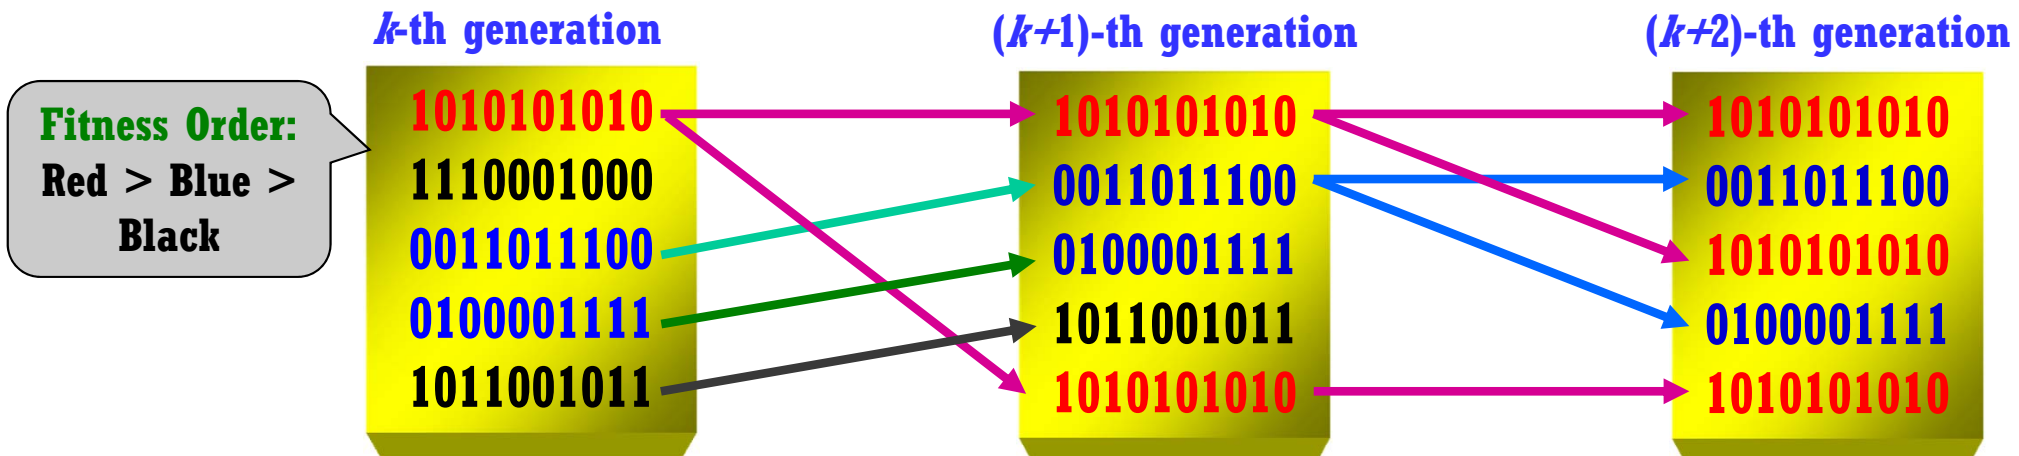 k-th generation
(k+1)-th generation
(k+2)-th generation
Fitness Order:
Red > Blue >
Black
1010101010
1110001000
0011011100
0100001111
1011001011
1010101010
0011011100
0100001111
1011001011
1010101010
1010101010
0011011100
1010101010
0100001111
1010101010